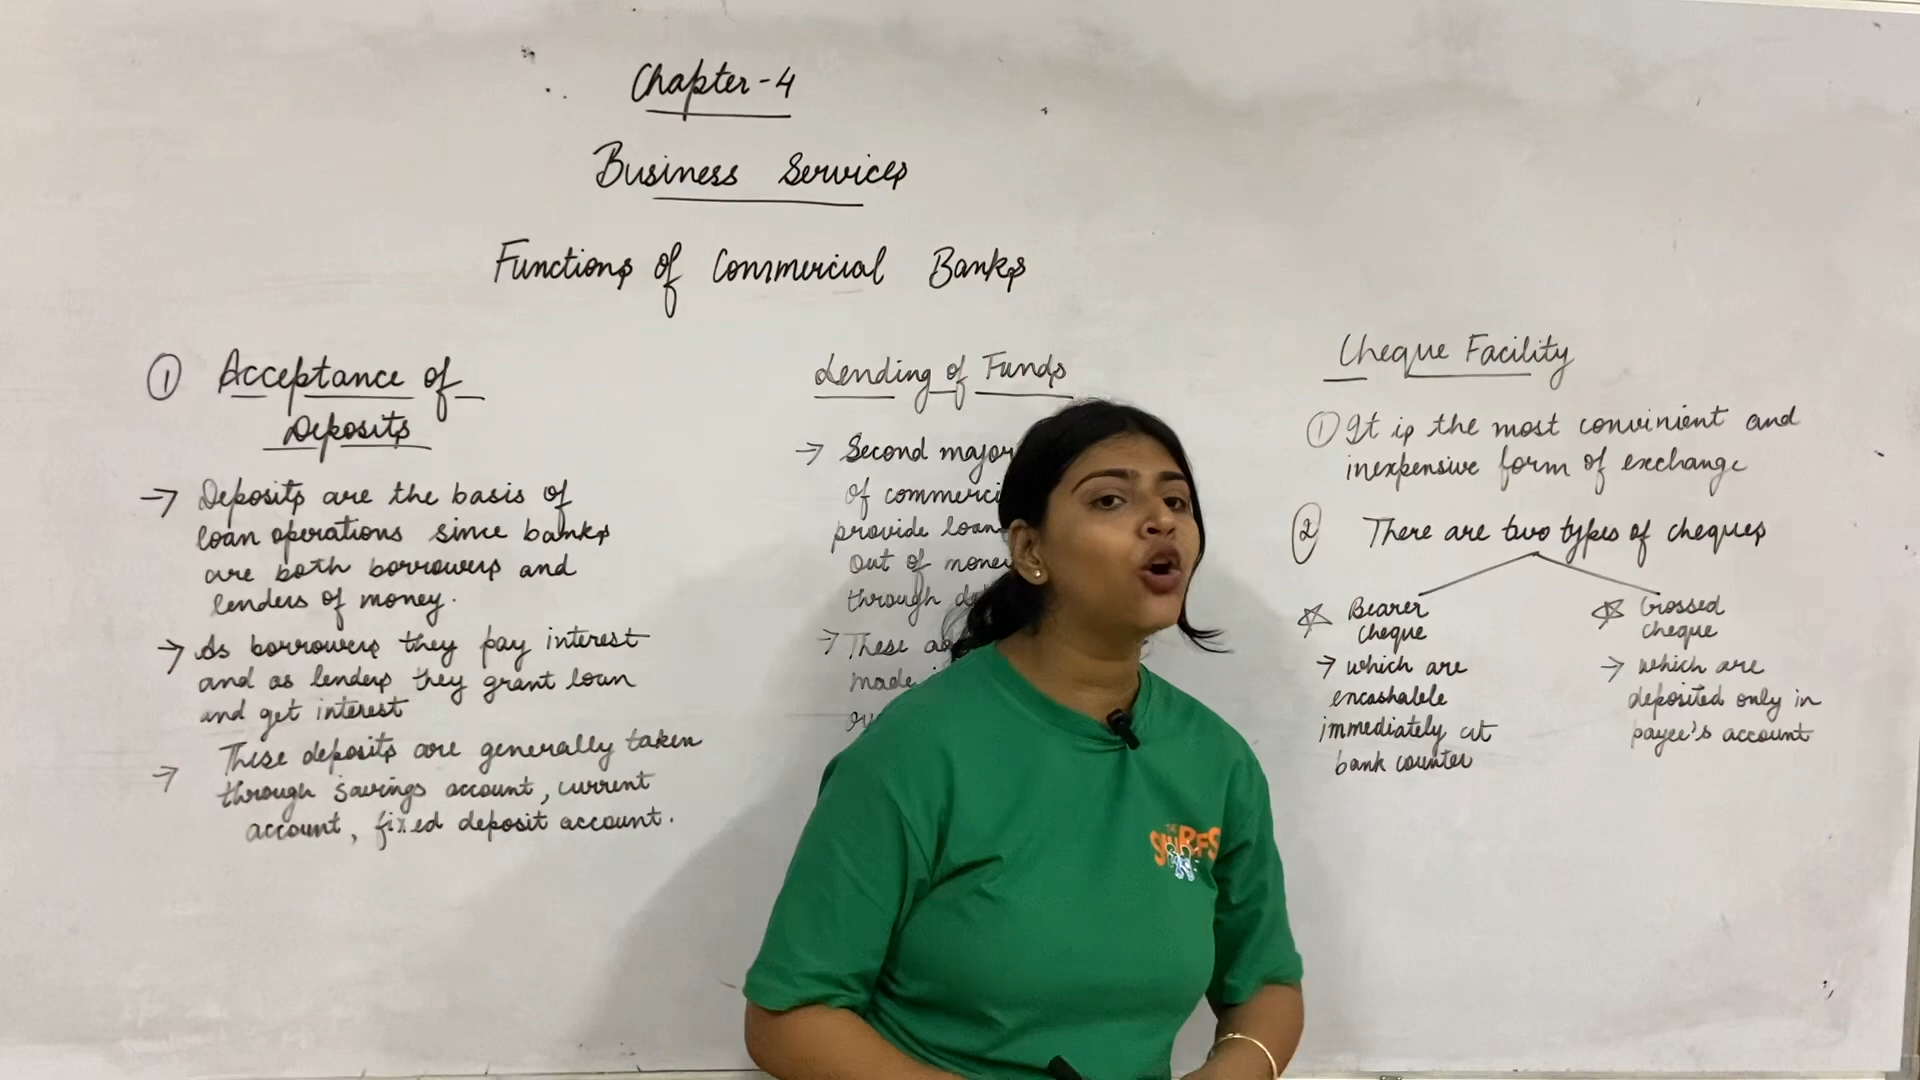 Chapter-4
Business Services
Functions of Commercial Banks
① Acceptance of
Deposits
→ Deposits are the basis of
loan operations since banks
are both borrowers and
lenders of money.
→ As borrowers they pay interest
and as lenders they grant loan
and get interest
→ These deposits are generally taken
through savings account, current
account, fixed deposit account.
Lending of Funds
→ Second major
of commerci
provide loan
out of money
through de
→ These a
made i
ov
Cheque Facility
① It is the most convinient and
inexpensive form of exchange
② There are two types of cheques
☆ Bearer
cheque
→ which are
encashable
immediately at
bank counter
☆ Crossed
cheque
→ which are
deposited only in
payee's account
THE
SMURFS